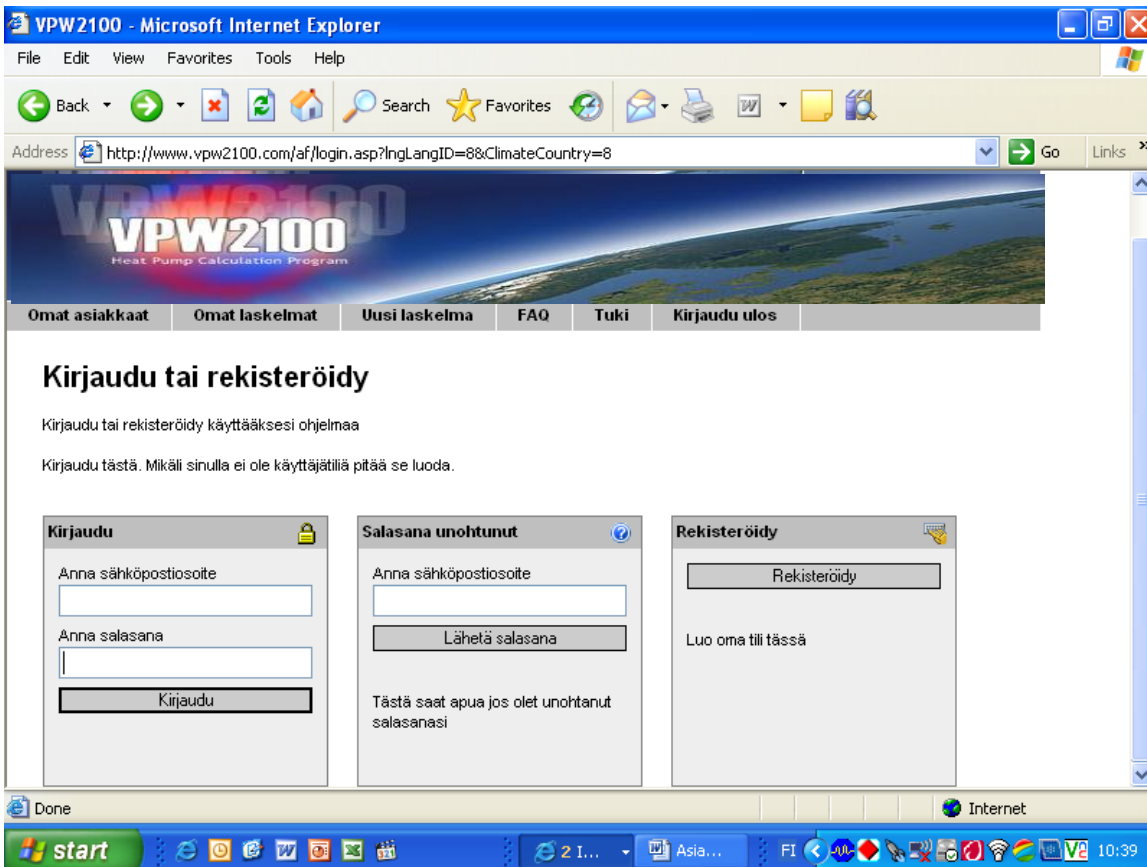 VPW2100 - Microsoft Internet Explorer
File Edit View Favorites Tools Help
Back Search Favorites
Address http://www.vpw2100.com/af/login.asp?lngLangID=8&ClimateCountry=8 Go Links »
VPW2100
Heat Pump Calculation Program
Omat asiakkaat Omat laskelmat Uusi laskelma FAQ Tuki Kirjaudu ulos
Kirjaudu tai rekisteröidy
Kirjaudu tai rekisteröidy käyttääksesi ohjelmaa
Kirjaudu tästä. Mikäli sinulla ei ole käyttäjätiliä pitää se luoda.
Kirjaudu
Anna sähköpostiosoite
Anna salasana
Kirjaudu
Salasana unohtunut
Anna sähköpostiosoite
Lähetä salasana
Tästä saat apua jos olet unohtanut
salasanasi
Rekisteröidy
Rekisteröidy
Luo oma tili tässä
Done Internet
start 2 I... Asia... FI 10:39